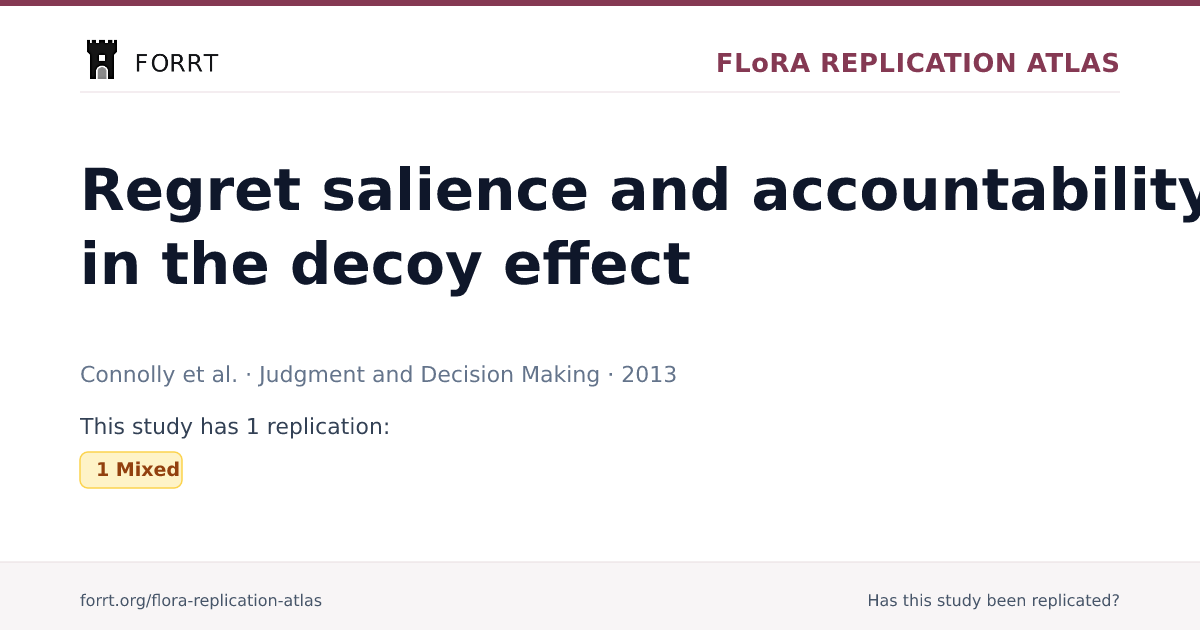 FORRT
FLoRA REPLICATION ATLAS
Regret salience and accountability
in the decoy effect
Connolly et al. · Judgment and Decision Making · 2013
This study has 1 replication:
1 Mixed
forrt.org/flora-replication-atlas
Has this study been replicated?